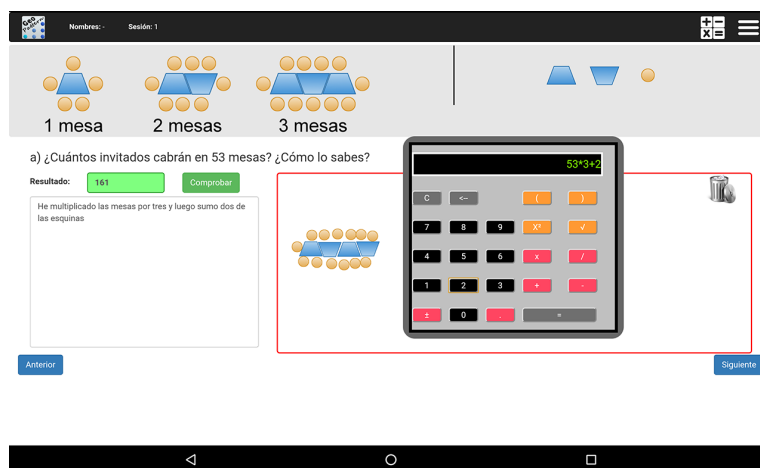 Geo
Pattern
Nombres: -
Sesión: 1
1 mesa
2 mesas
3 mesas
a) ¿Cuántos invitados cabrán en 53 mesas? ¿Cómo lo sabes?
Resultado:
161
Comprobar
He multiplicado las mesas por tres y luego sumo dos de
las esquinas
53*3+2
C <-- ( )
7 8 9 X² √
4 5 6 x /
1 2 3 + -
± 0 . =
Anterior
Siguiente